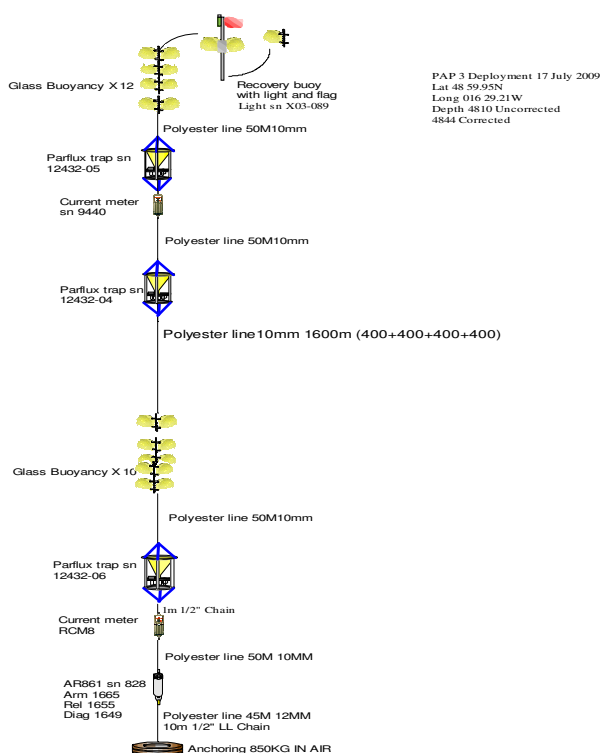 Glass Buoyancy X 12
Recovery buoy
with light and flag
Light sn X03-089
PAP 3 Deployment 17 July 2009
Lat 48 59.95N
Long 016 29.21W
Depth 4810 Uncorrected
4844 Corrected
Polyester line 50M10mm
Parflux trap sn
12432-05
Current meter
sn 9440
Polyester line 50M10mm
Parflux trap sn
12432-04
Polyester line10mm 1600m (400+400+400+400)
Glass Buoyancy X 10
Polyester line 50M10mm
Parflux trap sn
12432-06
1m 1/2" Chain
Current meter
RCM8
Polyester line 50M 10MM
AR861 sn 828
Arm 1665
Rel 1655
Diag 1649
Polyester line 45M 12MM
10m 1/2" LL Chain
Anchoring 850KG IN AIR